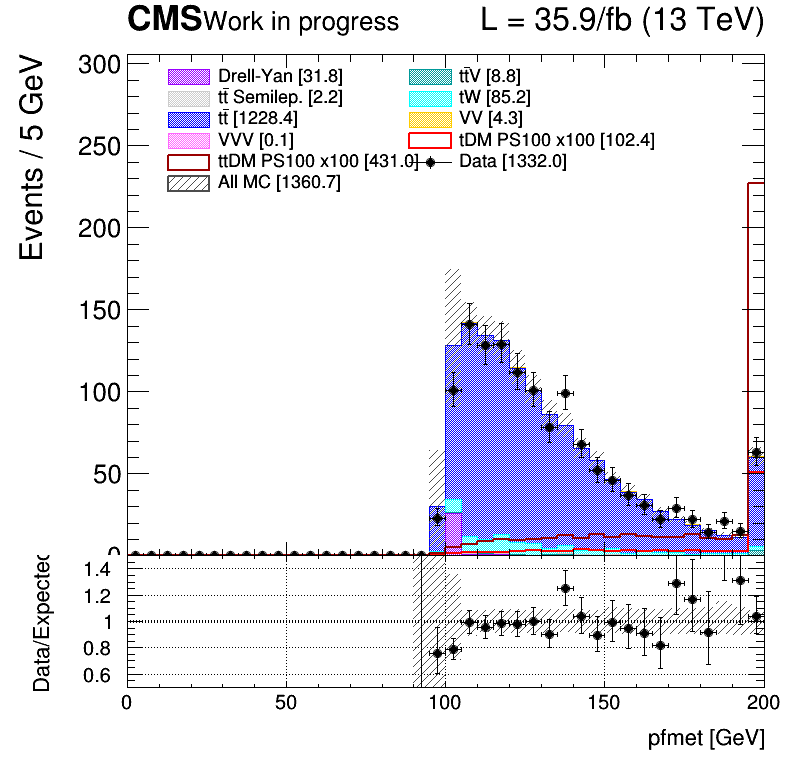 CMS Work in progress L = 35.9/fb (13 TeV)
Events / 5 GeV
300
250
200
150
100
50
0
Drell-Yan [31.8] tt̄V [8.8]
tt̄ Semilep. [2.2] tW [85.2]
tt̄ [1228.4] VV [4.3]
VVV [0.1] tDM PS100 x100 [102.4]
ttDM PS100 x100 [431.0] Data [1332.0]
All MC [1360.7]
Data/Expected
1.4
1.2
1
0.8
0.6
0 50 100 150 200
pfmet [GeV]